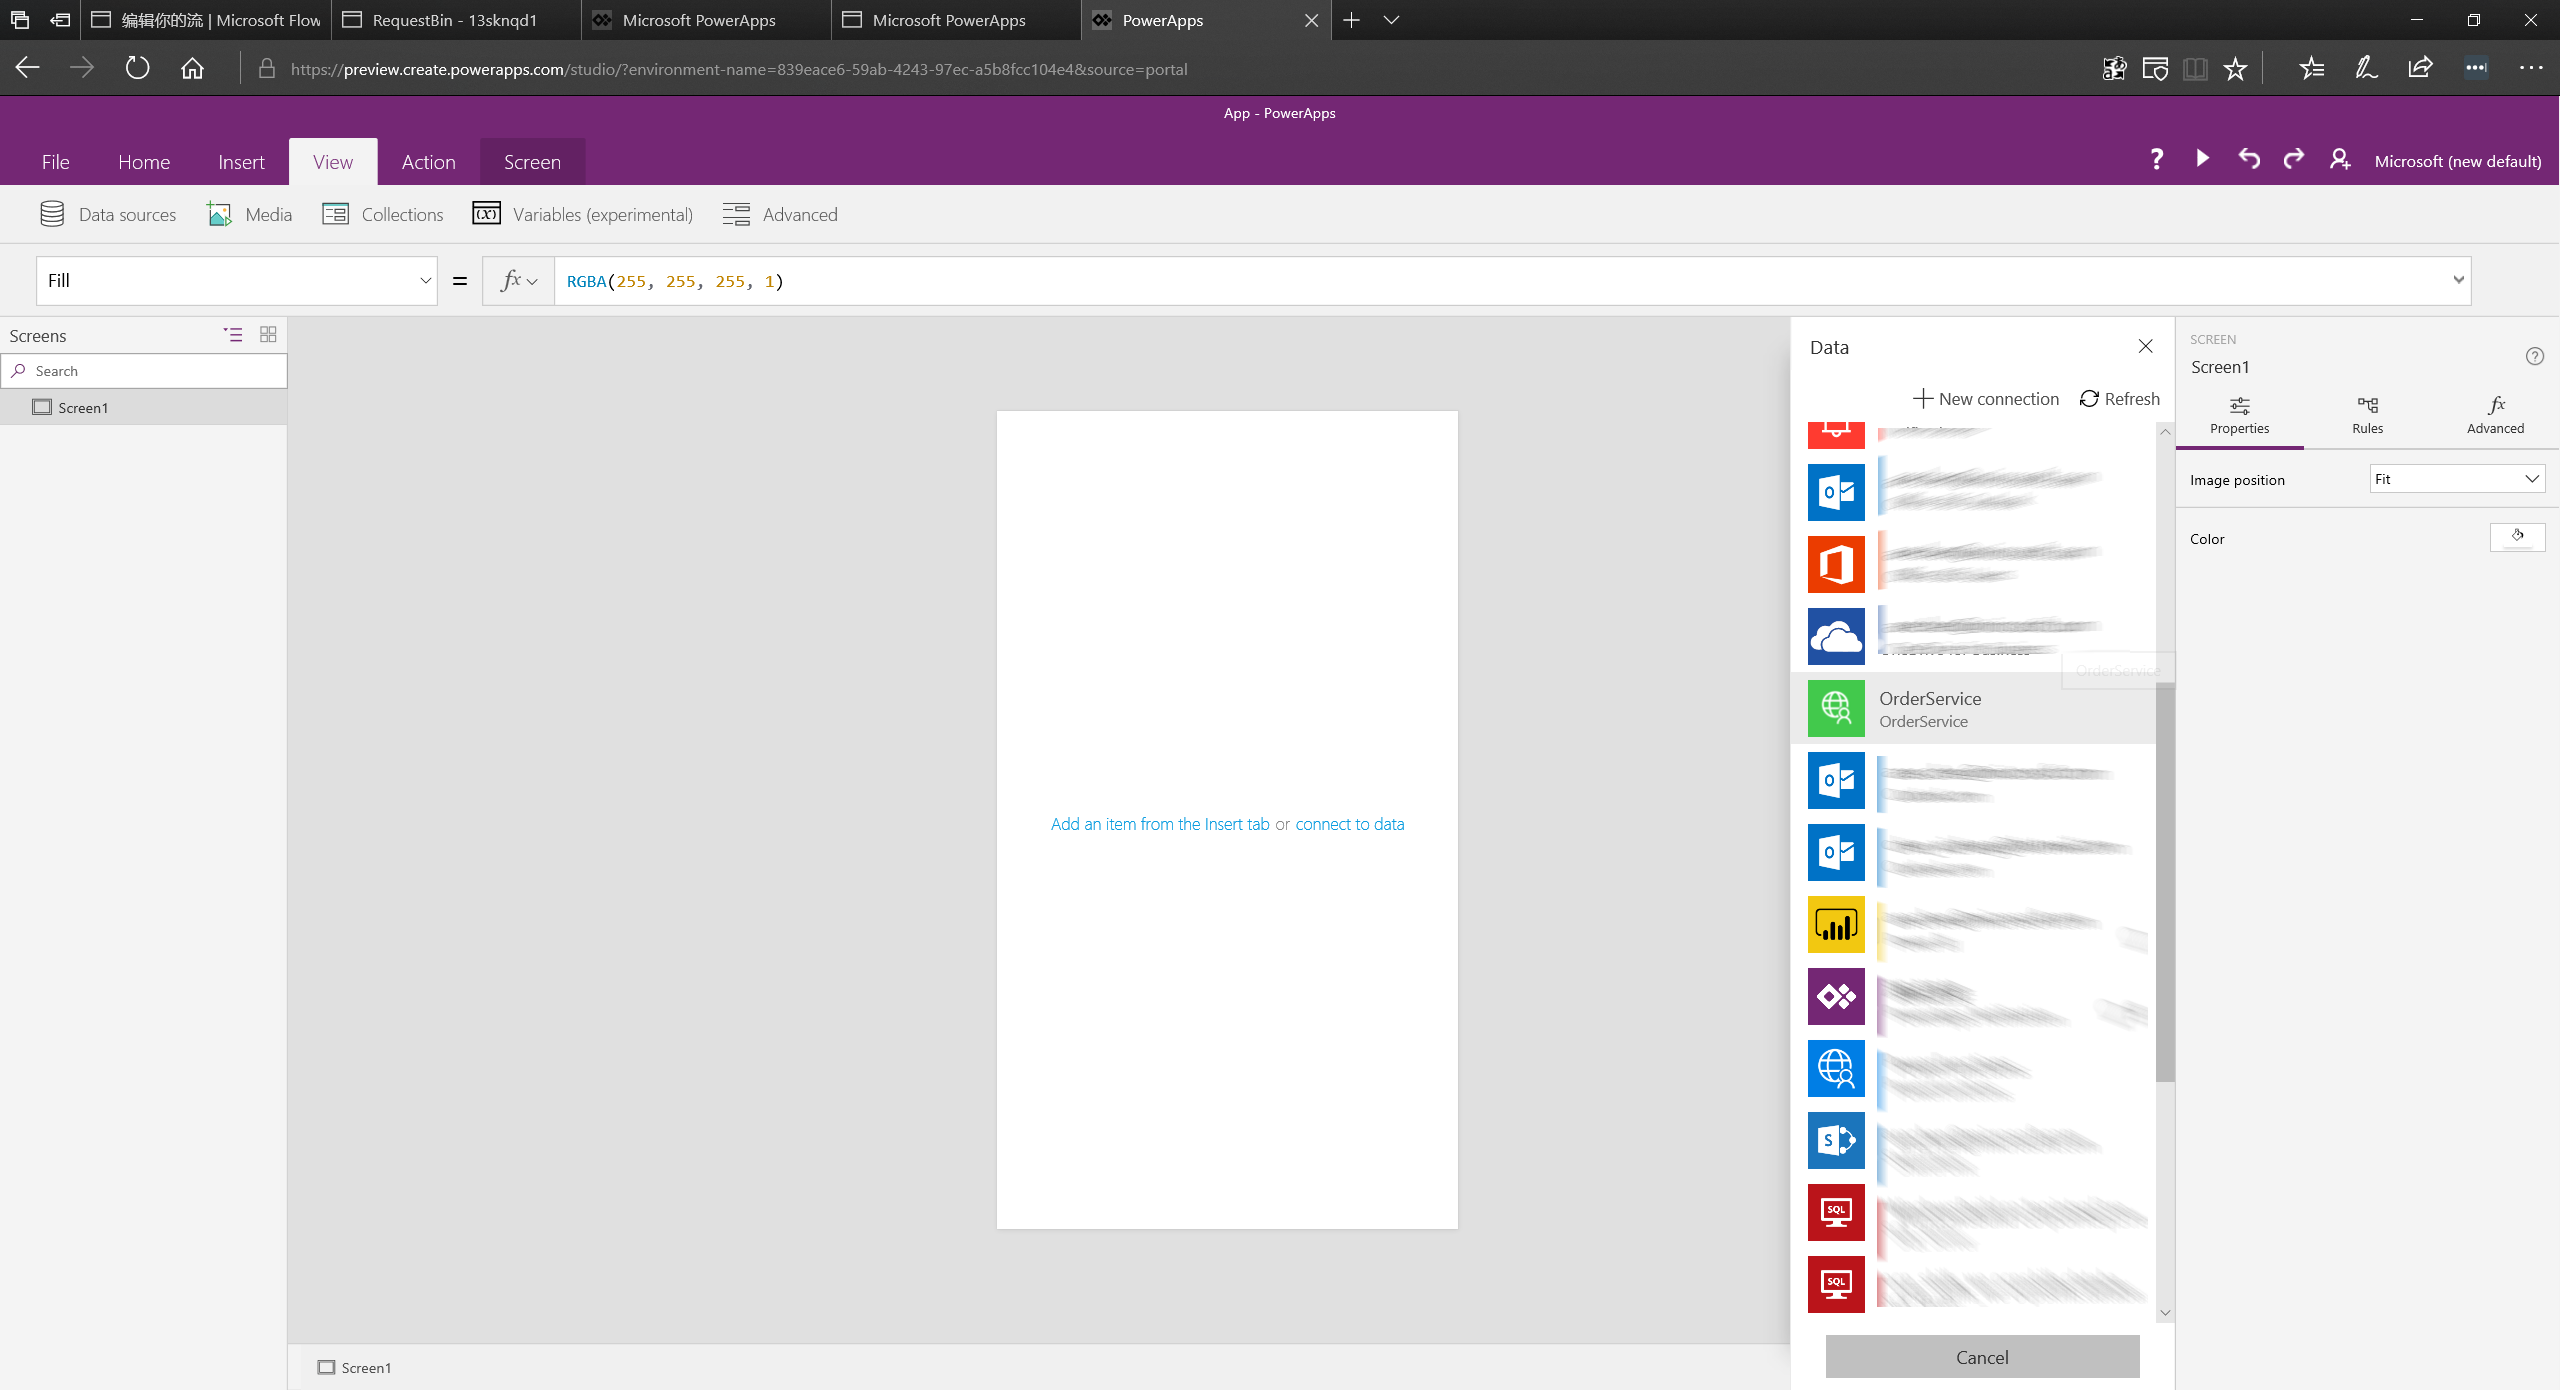 编辑你的流 | Microsoft Flow
RequestBin - 13sknqd1
Microsoft PowerApps
Microsoft PowerApps
PowerApps
https://preview.create.powerapps.com/studio/?environment-name=839eace6-59ab-4243-97ec-a5b8fcc104e4&source=portal
App - PowerApps
File Home Insert View Action Screen
Microsoft (new default)
Data sources Media Collections Variables (experimental) Advanced
Fill = fx RGBA(255, 255, 255, 1)
Screens
Search
Screen1
Add an item from the Insert tab or connect to data
Screen1
Data
New connection Refresh
OrderService
OrderService
OrderService
SQL
SQL
Cancel
SCREEN
Screen1
Properties Rules Advanced
Image position Fit
Color